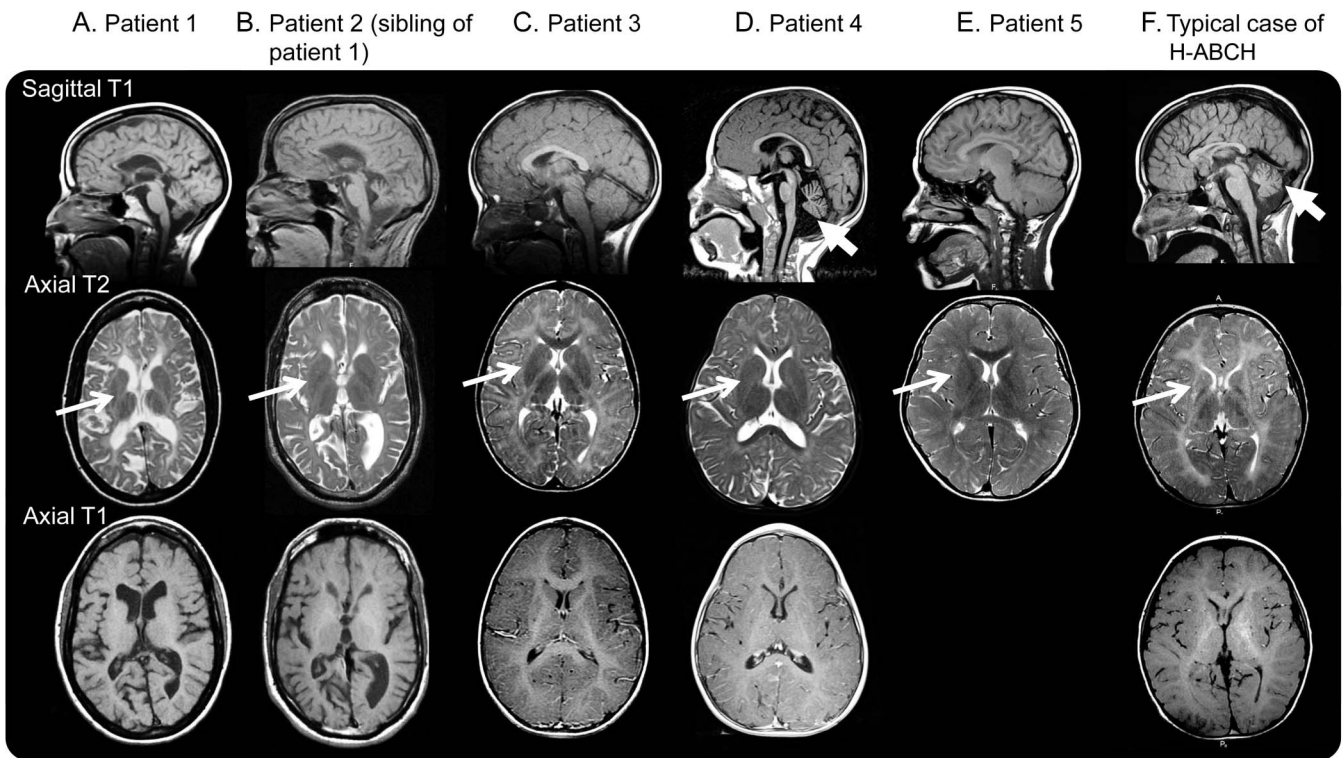 A. Patient 1
B. Patient 2 (sibling of
patient 1)
C. Patient 3
D. Patient 4
E. Patient 5
F. Typical case of
H-ABCH
Sagittal T1
Axial T2
Axial T1